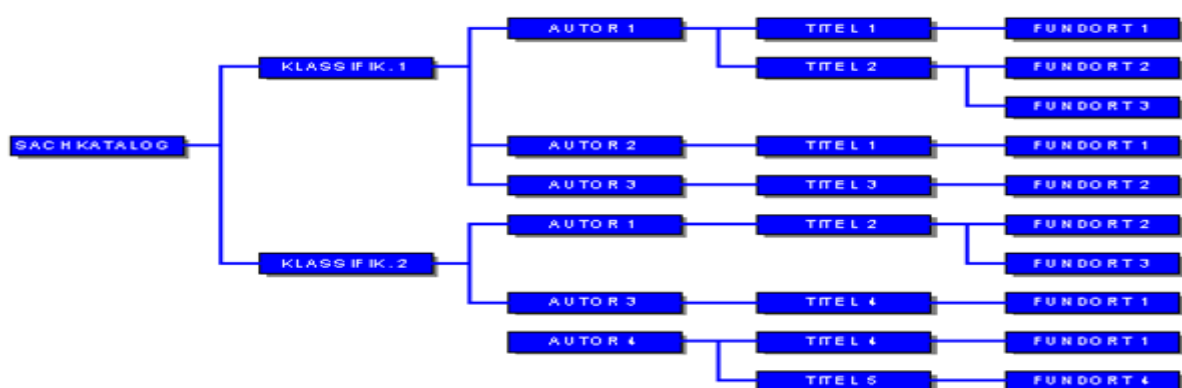 AUTOR 1 TITEL 1 FUNDORT 1
KLASSIFIK.1 TITEL 2 FUNDORT 2
FUNDORT 3
SACHKATALOG AUTOR 2 TITEL 1 FUNDORT 1
AUTOR 3 TITEL 3 FUNDORT 2
AUTOR 1 TITEL 2 FUNDORT 2
KLASSIFIK.2 FUNDORT 3
AUTOR 3 TITEL 4 FUNDORT 1
AUTOR 4 TITEL 4 FUNDORT 1
TITEL 5 FUNDORT 4